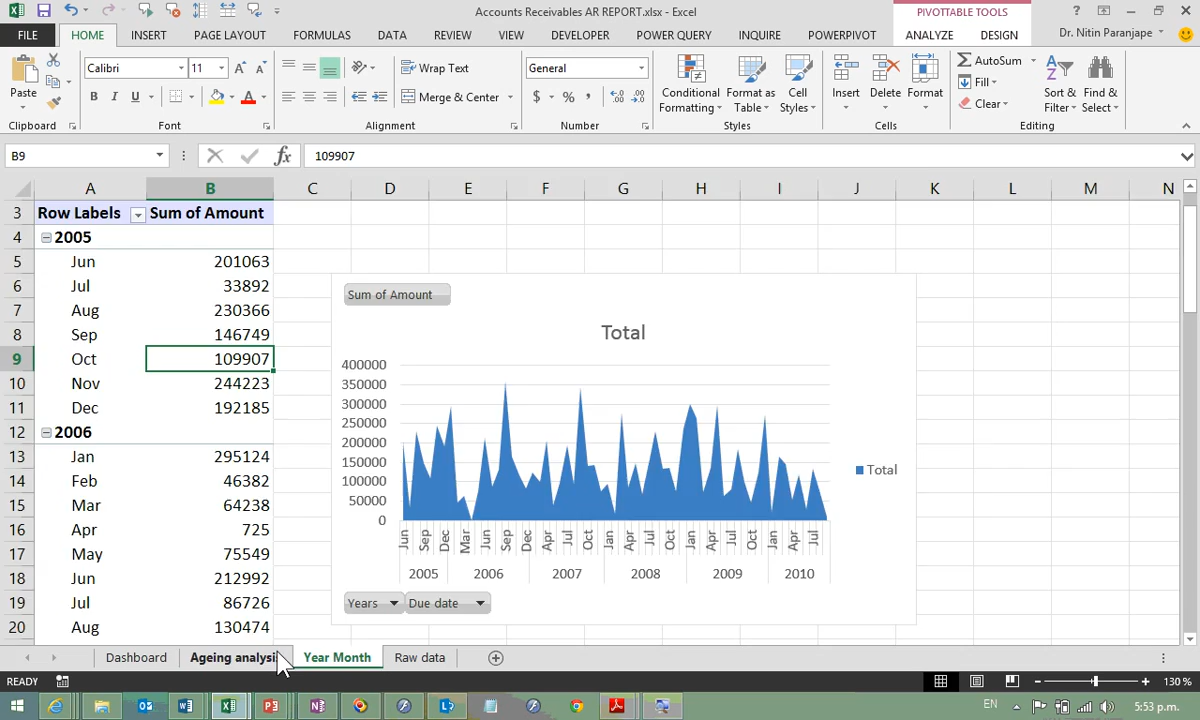 Accounts Receivables AR REPORT.xlsx - Excel
PIVOTTABLE TOOLS
?
FILE HOME INSERT PAGE LAYOUT FORMULAS DATA REVIEW VIEW DEVELOPER POWER QUERY INQUIRE POWERPIVOT ANALYZE DESIGN Dr. Nitin Paranjape
Paste
Calibri 11
Wrap Text
General
AutoSum
Fill
Clear
B I U
Merge & Center
$ % ,
Conditional Formatting
Format as Table
Cell Styles
Insert Delete Format
Sort & Filter
Find & Select
Clipboard Font Alignment Number Styles Cells Editing
B9 fx 109907
A B C D E F G H I J K L M N
3 Row Labels Sum of Amount
4 2005
5 Jun 201063
6 Jul 33892
7 Aug 230366
8 Sep 146749
9 Oct 109907
10 Nov 244223
11 Dec 192185
12 2006
13 Jan 295124
14 Feb 46382
15 Mar 64238
16 Apr 725
17 May 75549
18 Jun 212992
19 Jul 86726
20 Aug 130474
Sum of Amount
Total
400000
350000
300000
250000
200000
150000
100000
50000
0
Total
Jun Sep Dec Mar Jun Sep Dec Apr Jul Oct Jan Apr Jul Oct Jan Apr Jul Oct Jan Apr Jul
2005 2006 2007 2008 2009 2010
Years Due date
Dashboard Ageing analysis Year Month Raw data
READY 130 %
EN 5:53 p.m.